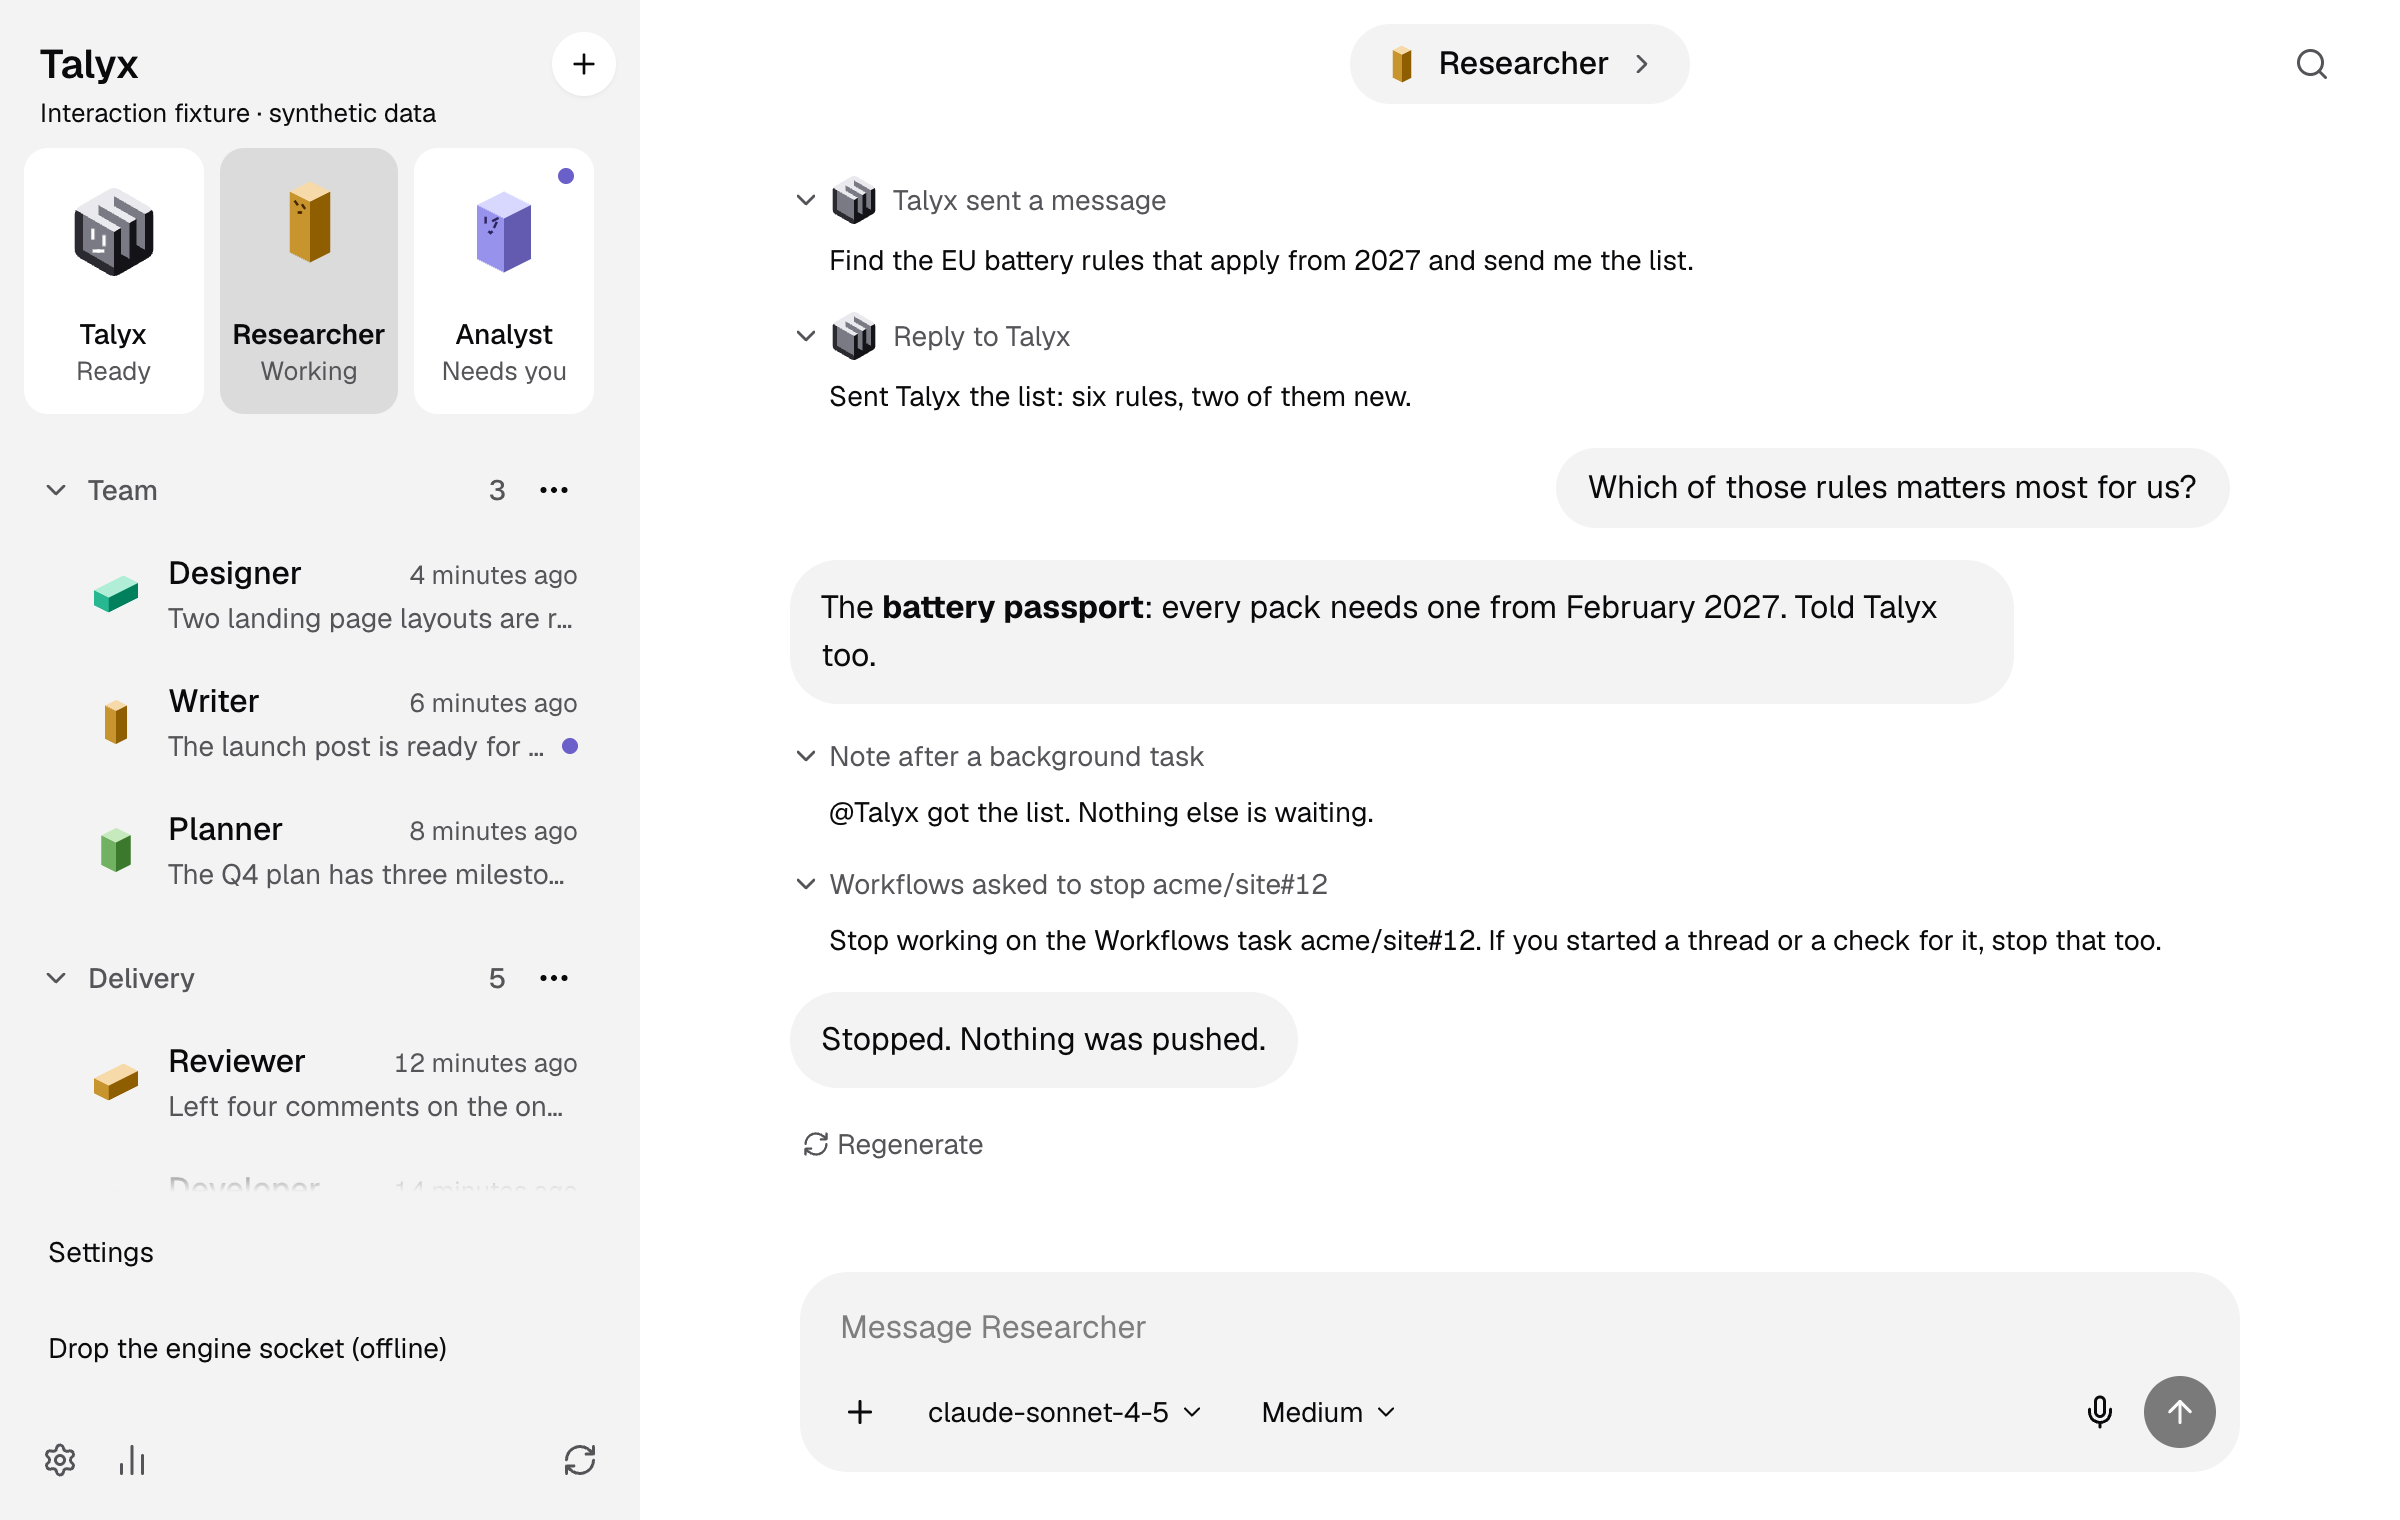 Talyx
Interaction fixture · synthetic data
Talyx
Ready
Researcher
Working
Analyst
Needs you
Team 3
Designer 4 minutes ago
Two landing page layouts are r...
Writer 6 minutes ago
The launch post is ready for ...
Planner 8 minutes ago
The Q4 plan has three milesto...
Delivery 5
Reviewer 12 minutes ago
Left four comments on the on...
Developer 14 minutes ago
Settings
Drop the engine socket (offline)
Researcher
Talyx sent a message
Find the EU battery rules that apply from 2027 and send me the list.
Reply to Talyx
Sent Talyx the list: six rules, two of them new.
Which of those rules matters most for us?
The battery passport: every pack needs one from February 2027. Told Talyx
too.
Note after a background task
@Talyx got the list. Nothing else is waiting.
Workflows asked to stop acme/site#12
Stop working on the Workflows task acme/site#12. If you started a thread or a check for it, stop that too.
Stopped. Nothing was pushed.
Regenerate
Message Researcher
claude-sonnet-4-5 Medium